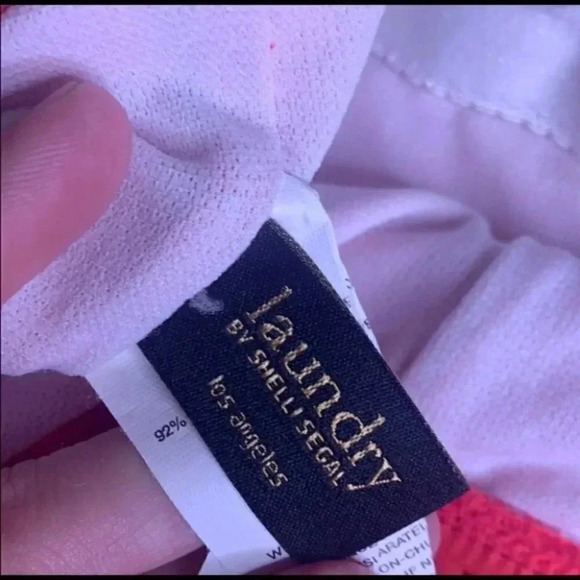 laundry
BY SHELLI SEGAL
los angeles
92%